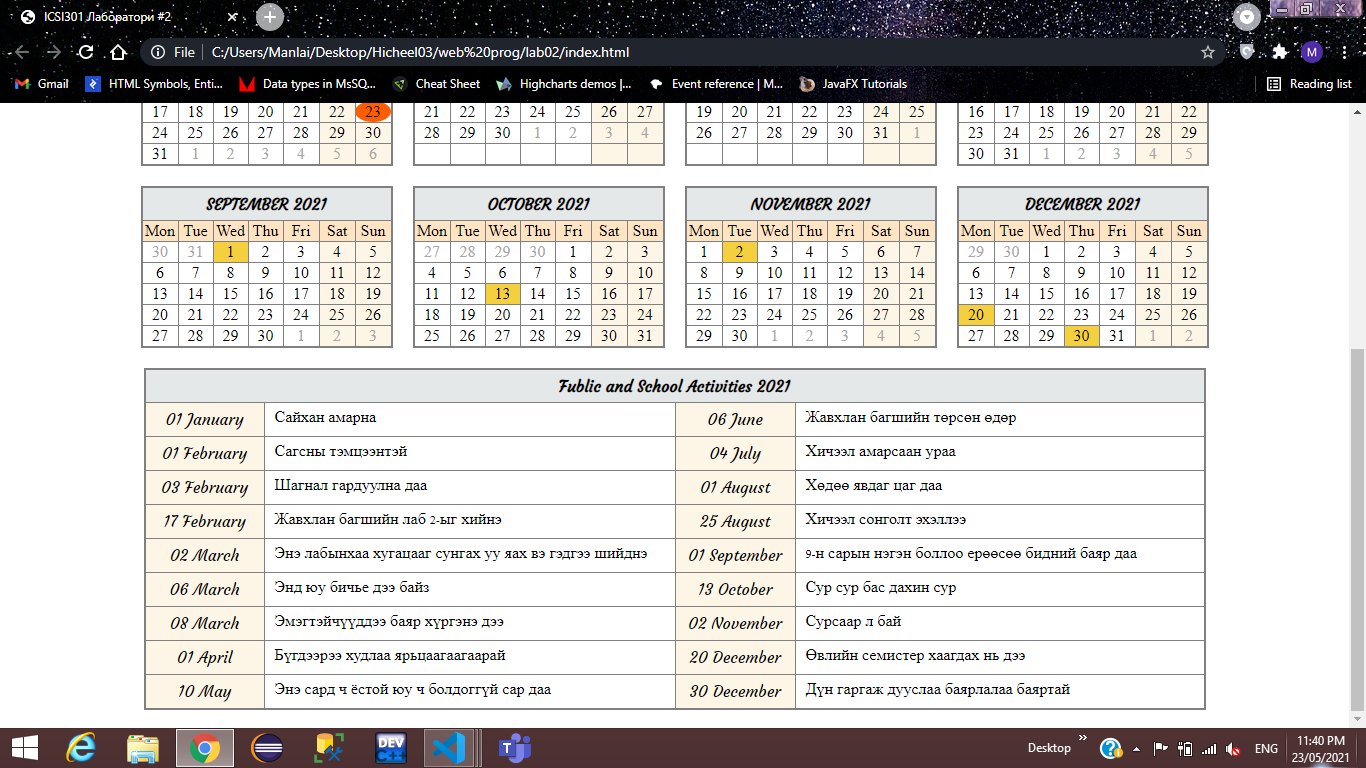 ICSI301 Лаборатори #2
File C:/Users/Manlai/Desktop/Hicheel03/web%20prog/lab02/index.html M
Gmail HTML Symbols, Enti... Data types in MsSQ... Cheat Sheet Highcharts demos |... Event reference | M... JavaFX Tutorials Reading list
17 18 19 20 21 22 23 21 22 23 24 25 26 27 19 20 21 22 23 24 25 16 17 18 19 20 21 22
24 25 26 27 28 29 30 28 29 30 1 2 3 4 26 27 28 29 30 31 1 23 24 25 26 27 28 29
31 1 2 3 4 5 6 30 31 1 2 3 4 5
SEPTEMBER 2021 OCTOBER 2021 NOVEMBER 2021 DECEMBER 2021
Mon Tue Wed Thu Fri Sat Sun Mon Tue Wed Thu Fri Sat Sun Mon Tue Wed Thu Fri Sat Sun Mon Tue Wed Thu Fri Sat Sun
30 31 1 2 3 4 5 27 28 29 30 1 2 3 1 2 3 4 5 6 7 29 30 1 2 3 4 5
6 7 8 9 10 11 12 4 5 6 7 8 9 10 8 9 10 11 12 13 14 6 7 8 9 10 11 12
13 14 15 16 17 18 19 11 12 13 14 15 16 17 15 16 17 18 19 20 21 13 14 15 16 17 18 19
20 21 22 23 24 25 26 18 19 20 21 22 23 24 22 23 24 25 26 27 28 20 21 22 23 24 25 26
27 28 29 30 1 2 3 25 26 27 28 29 30 31 29 30 1 2 3 4 5 27 28 29 30 31 1 2
Fublic and School Activities 2021
01 January Сайхан амарна 06 June Жавхлан багшийн төрсөн өдөр
01 February Сагсны тэмцээнтэй 04 July Хичээл амарсаан ураа
03 February Шагнал гардуулна даа 01 August Хөдөө явдаг цаг даа
17 February Жавхлан багшийн лаб 2-ыг хийнэ 25 August Хичээл сонголт эхэллээ
02 March Энэ лабынхаа хугацааг сунгах уу яах вэ гэдгээ шийднэ 01 September 9-н сарын нэгэн боллоо ерөөсөө бидний баяр даа
06 March Энд юу бичье дээ байз 13 October Сур сур бас дахин сур
08 March Эмэгтэйчүүддээ баяр хүргэнэ дээ 02 November Сурсаар л бай
01 April Бүгдээрээ худлаа ярьцаагаагаарай 20 December Өвлийн семистер хаагдах нь дээ
10 May Энэ сард ч ёстой юу ч болдоггүй сар даа 30 December Дүн гаргаж дууслаа баярлалаа баяртай
DEV C++ Desktop ENG 11:40 PM
23/05/2021